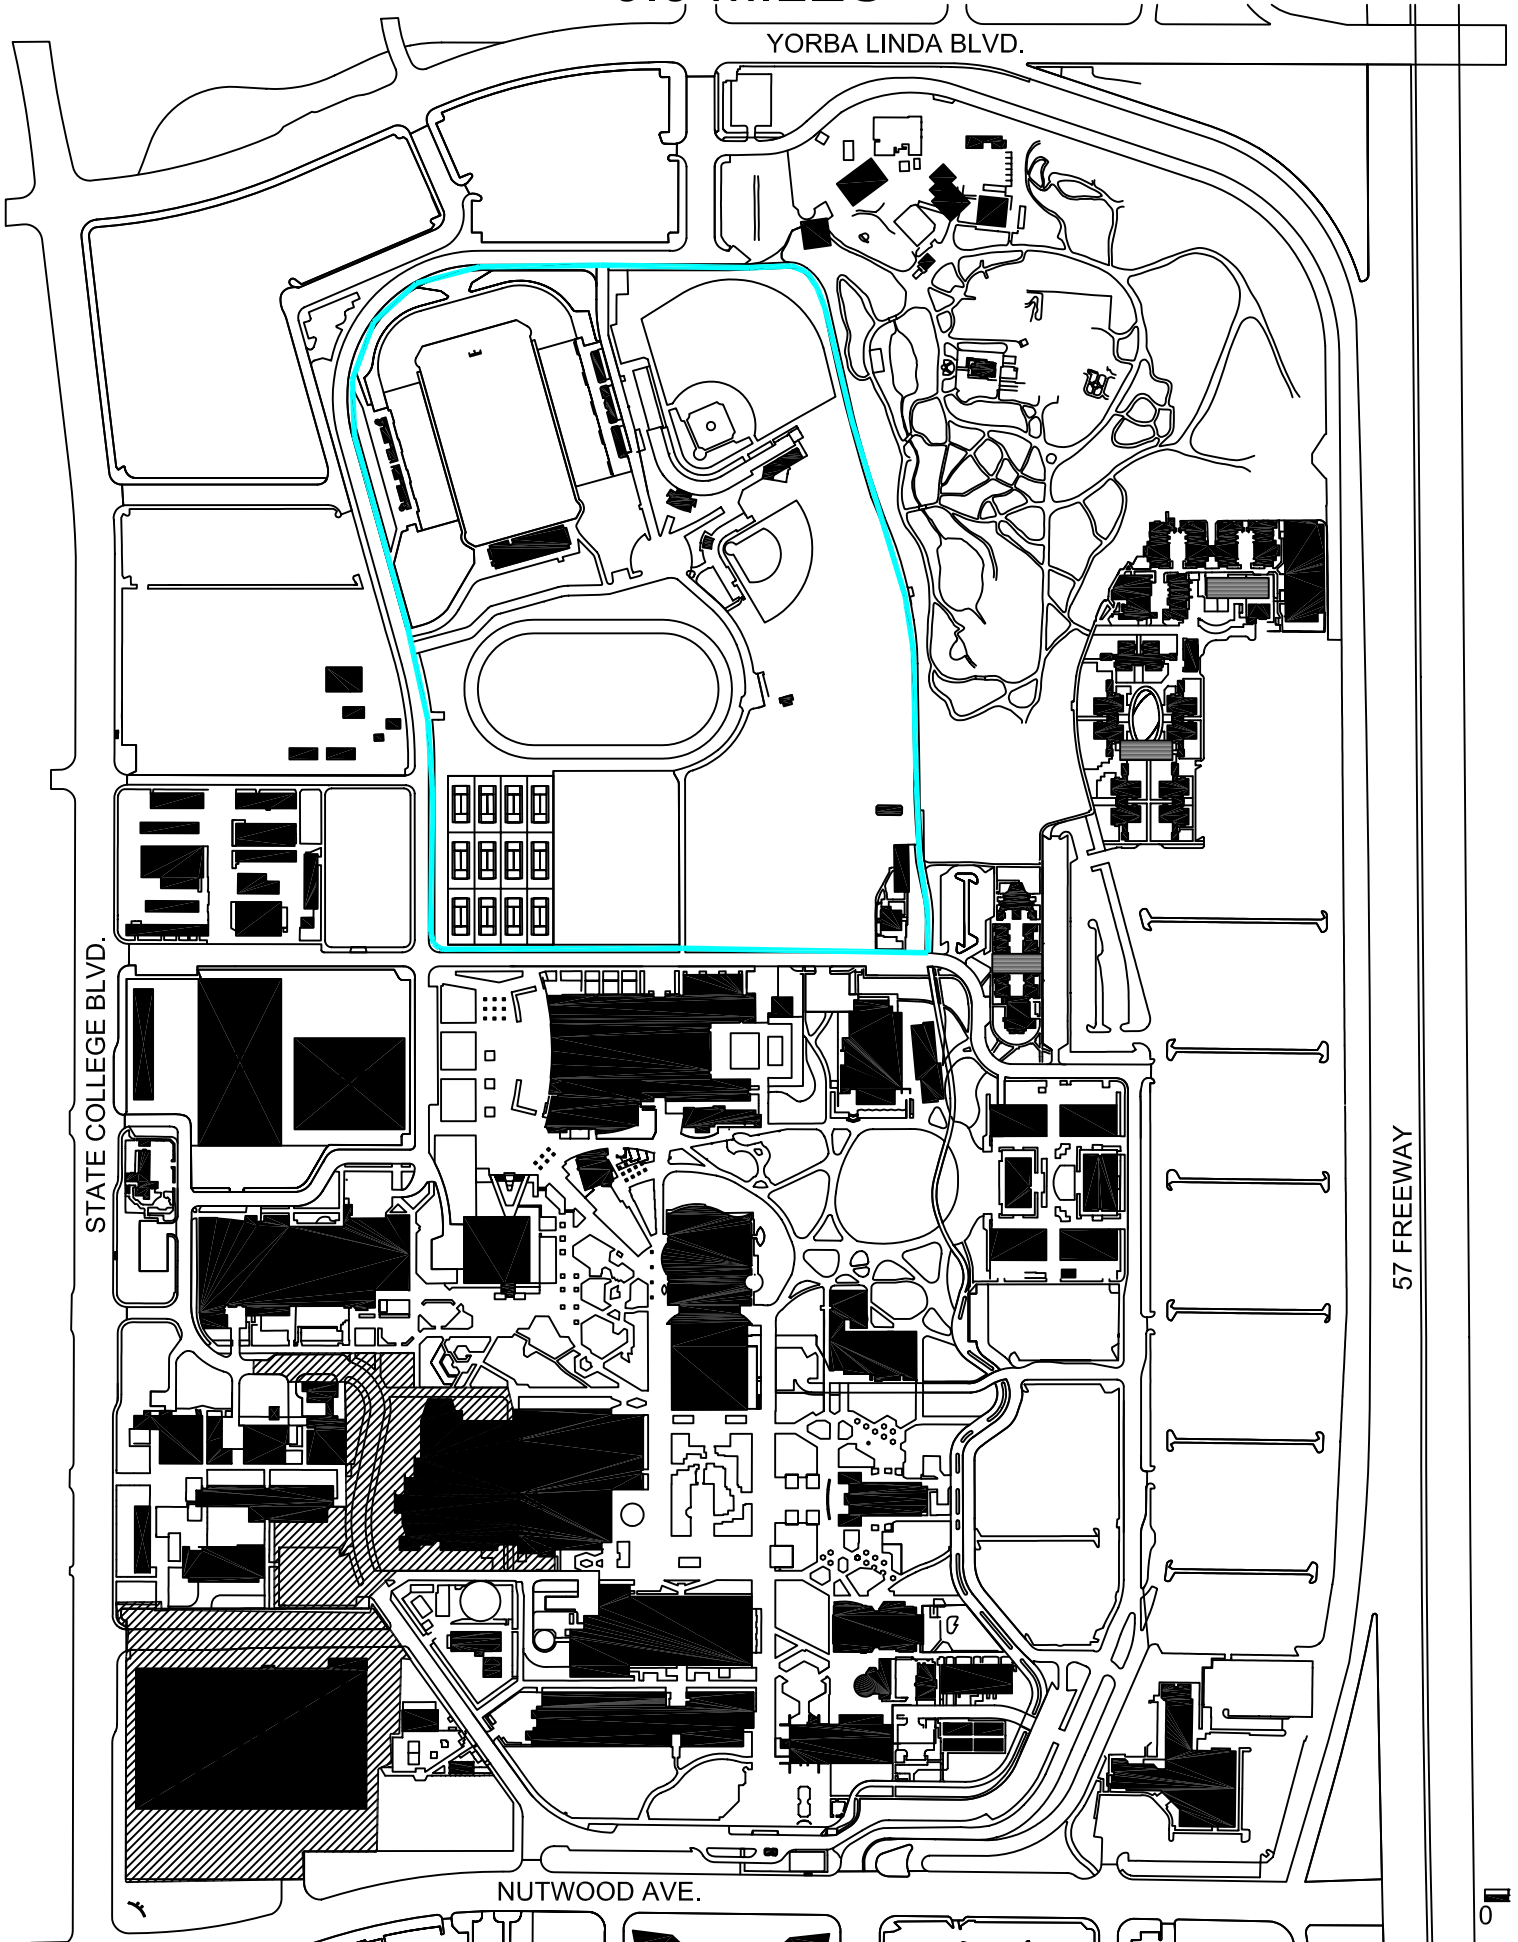 YORBA LINDA BLVD.
STATE COLLEGE BLVD.
57 FREEWAY
NUTWOOD AVE.
0